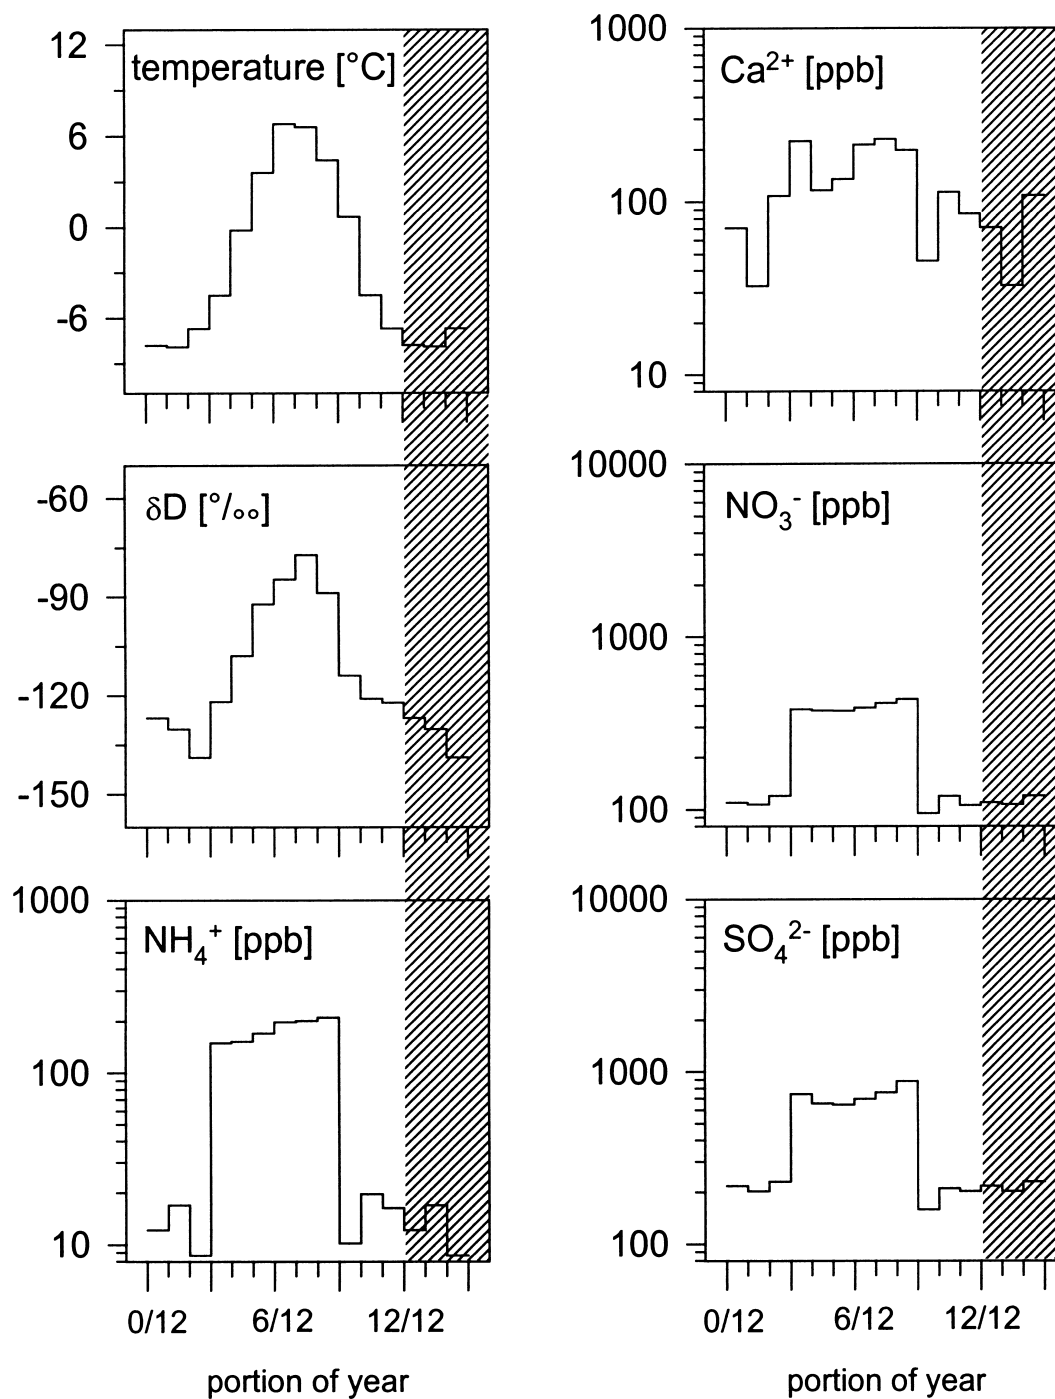 temperature [°C]
12
6
0
-6
Ca²⁺ [ppb]
1000
100
10
δD [°/∘∘]
-60
-90
-120
-150
NO₃⁻ [ppb]
10000
1000
100
NH₄⁺ [ppb]
1000
100
10
0/12 6/12 12/12
portion of year
SO₄²⁻ [ppb]
10000
1000
100
0/12 6/12 12/12
portion of year